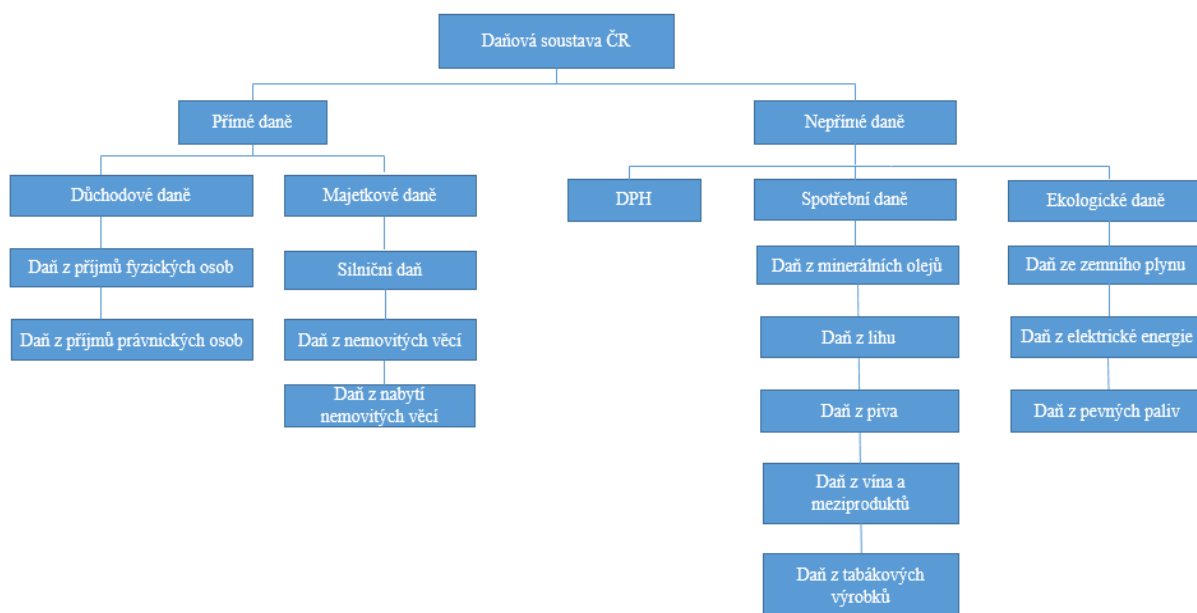 Daňová soustava ČR
Přímé daně
Nepřímé daně
Důchodové daně
Majetkové daně
DPH
Spotřební daně
Ekologické daně
Daň z příjmů fyzických osob
Silniční daň
Daň z minerálních olejů
Daň ze zemního plynu
Daň z příjmů právnických osob
Daň z nemovitých věcí
Daň z lihu
Daň z elektrické energie
Daň z nabytí
nemovitých věcí
Daň z piva
Daň z pevných paliv
Daň z vína a
meziproduktů
Daň z tabákových
výrobků